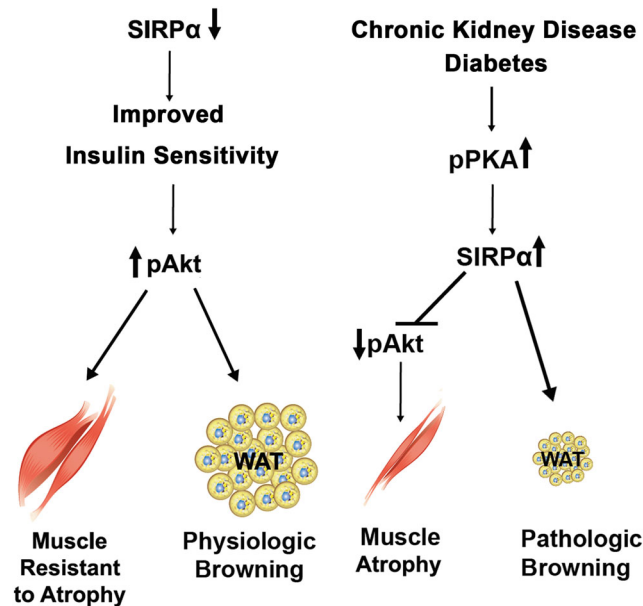 SIRPα
Improved
Insulin Sensitivity
pAkt
WAT
Muscle
Resistant
to Atrophy
Physiologic
Browning
Chronic Kidney Disease
Diabetes
pPKA
SIRPα
pAkt
WAT
Muscle
Atrophy
Pathologic
Browning